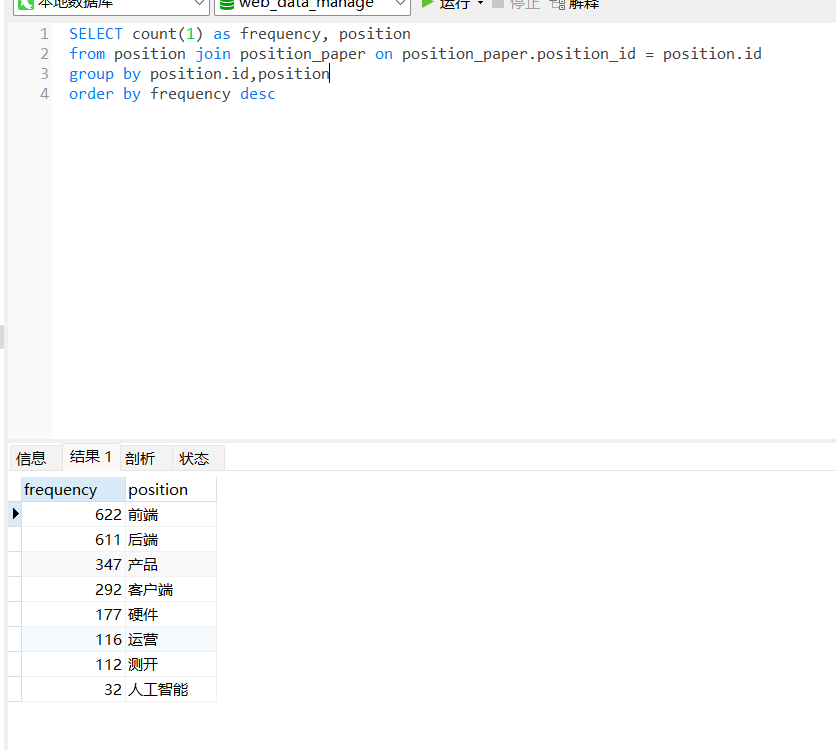 本地数据库 web_data_manage 运行 停止 解释
1 SELECT count(1) as frequency, position
2 from position join position_paper on position_paper.position_id = position.id
3 group by position.id,position
4 order by frequency desc
信息 结果 1 剖析 状态
frequency position
622 前端
611 后端
347 产品
292 客户端
177 硬件
116 运营
112 测开
32 人工智能